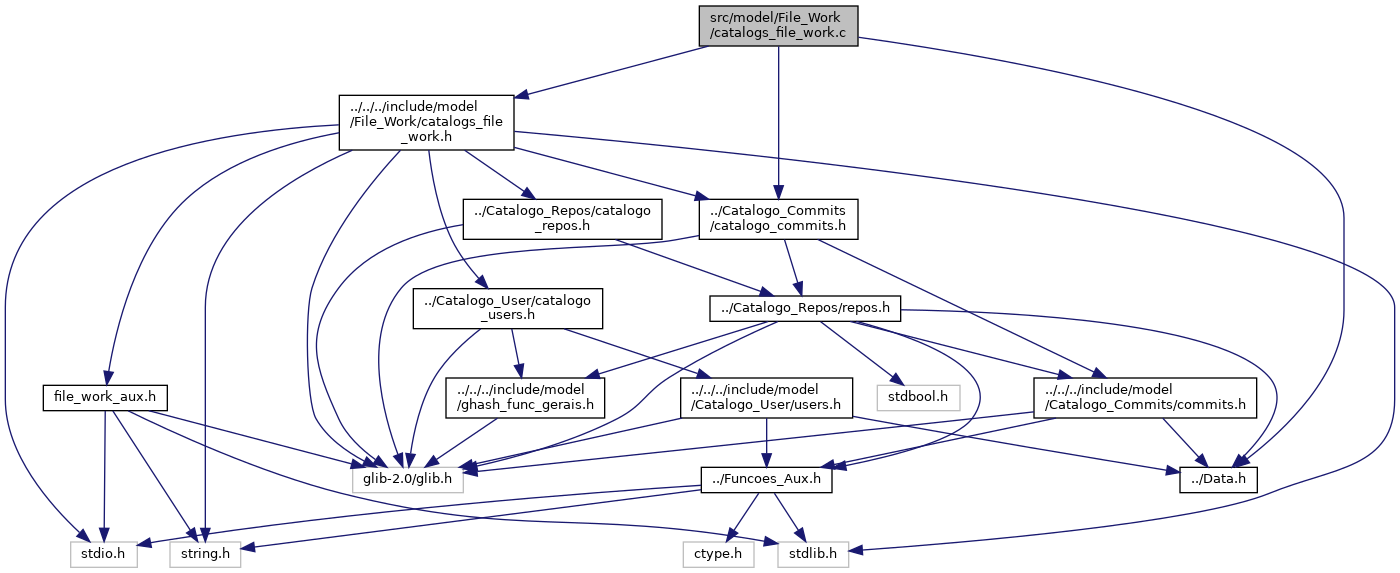 src/model/File_Work
/catalogs_file_work.c
../../../include/model
/File_Work/catalogs_file
_work.h
../Catalogo_Repos/catalogo
_repos.h
../Catalogo_Commits
/catalogo_commits.h
../Catalogo_User/catalogo
_users.h
../Catalogo_Repos/repos.h
file_work_aux.h
../../../include/model
/ghash_func_gerais.h
../../../include/model
/Catalogo_User/users.h
stdbool.h
../../../include/model
/Catalogo_Commits/commits.h
glib-2.0/glib.h
../Funcoes_Aux.h
../Data.h
stdio.h
string.h
ctype.h
stdlib.h